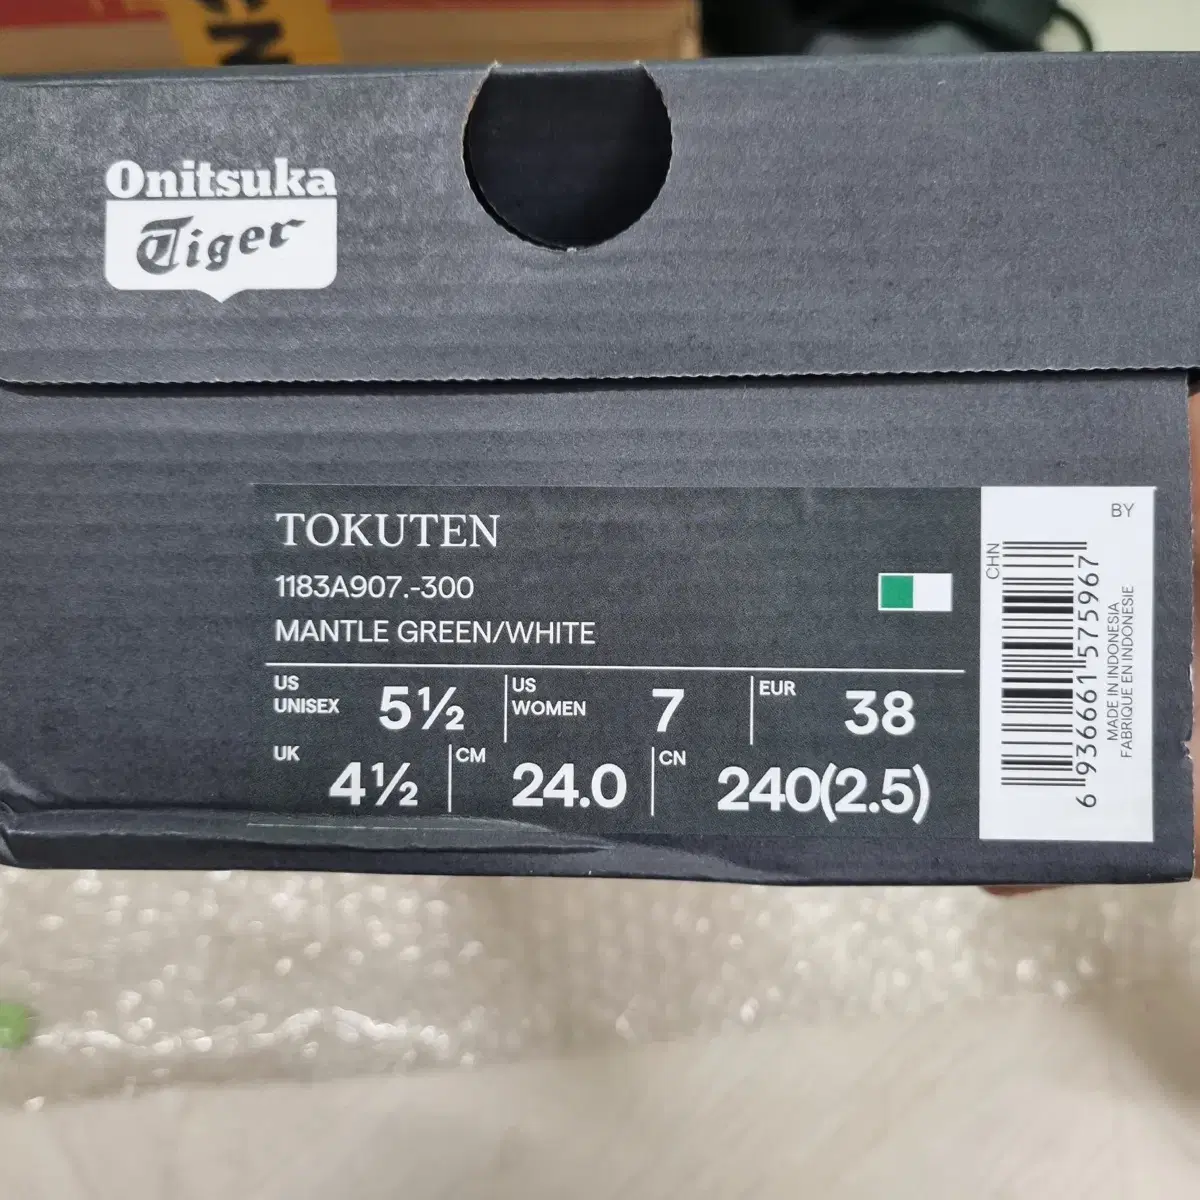 Onitsuka
Tiger
TOKUTEN
1183A907.-300
MANTLE GREEN/WHITE
US
UNISEX
5½
US
WOMEN
7
EUR
38
UK
4½
CM
24.0
CN
240(2.5)
BY
CHN
6 936661 575967
MADE IN INDONESIA
FABRIQUE EN INDONESIE